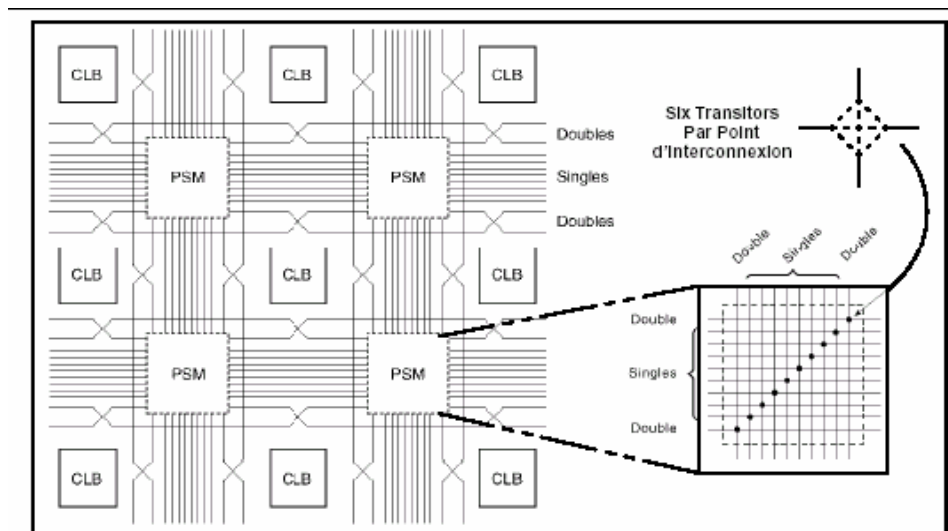 CLB
CLB
CLB
Doubles
PSM
PSM
Singles
Doubles
CLB
CLB
CLB
PSM
PSM
CLB
CLB
CLB
Six Transitors
Par Point
d'Interconnexion
Double
Singles
Double
Double
Singles
Double